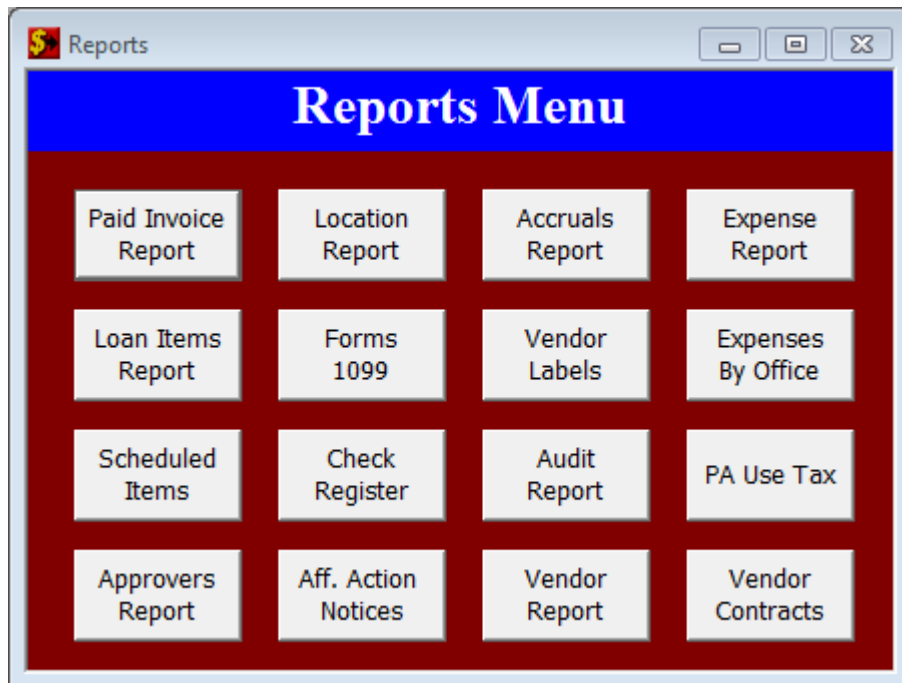 Reports
Reports Menu
Paid Invoice
Report
Location
Report
Accruals
Report
Expense
Report
Loan Items
Report
Forms
1099
Vendor
Labels
Expenses
By Office
Scheduled
Items
Check
Register
Audit
Report
PA Use Tax
Approvers
Report
Aff. Action
Notices
Vendor
Report
Vendor
Contracts